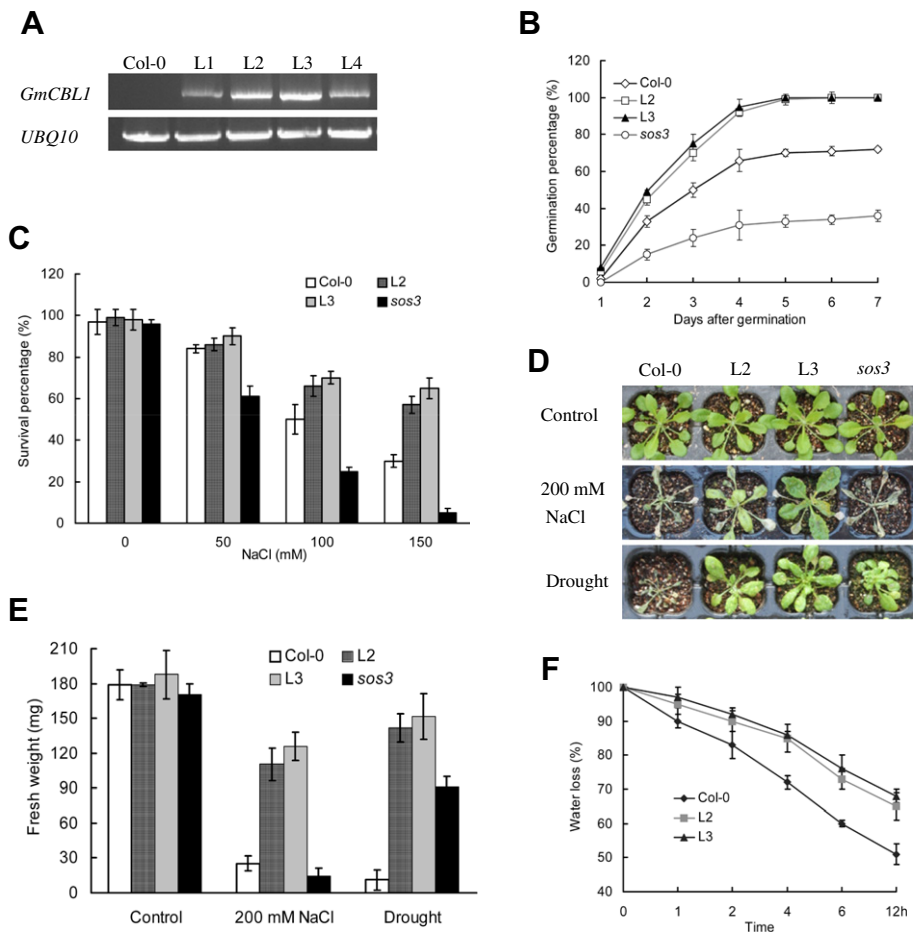 A
Col-0 L1 L2 L3 L4
GmCBL1
UBQ10
B
Germination percentage (%)
120
100
80
60
40
20
0
1 2 3 4 5 6 7
Days after germination
Col-0
L2
L3
sos3
C
Survival percentage (%)
120
100
80
60
40
20
0
0 50 100 150
NaCl (mM)
Col-0 L2
L3 sos3
D
Col-0 L2 L3 sos3
Control
200 mM
NaCl
Drought
E
Fresh weight (mg)
210
180
150
120
90
60
30
0
Control 200 mM NaCl Drought
Col-0 L2
L3 sos3
F
Water loss (%)
100
90
80
70
60
50
40
0 1 2 4 6 12h
Time
Col-0
L2
L3